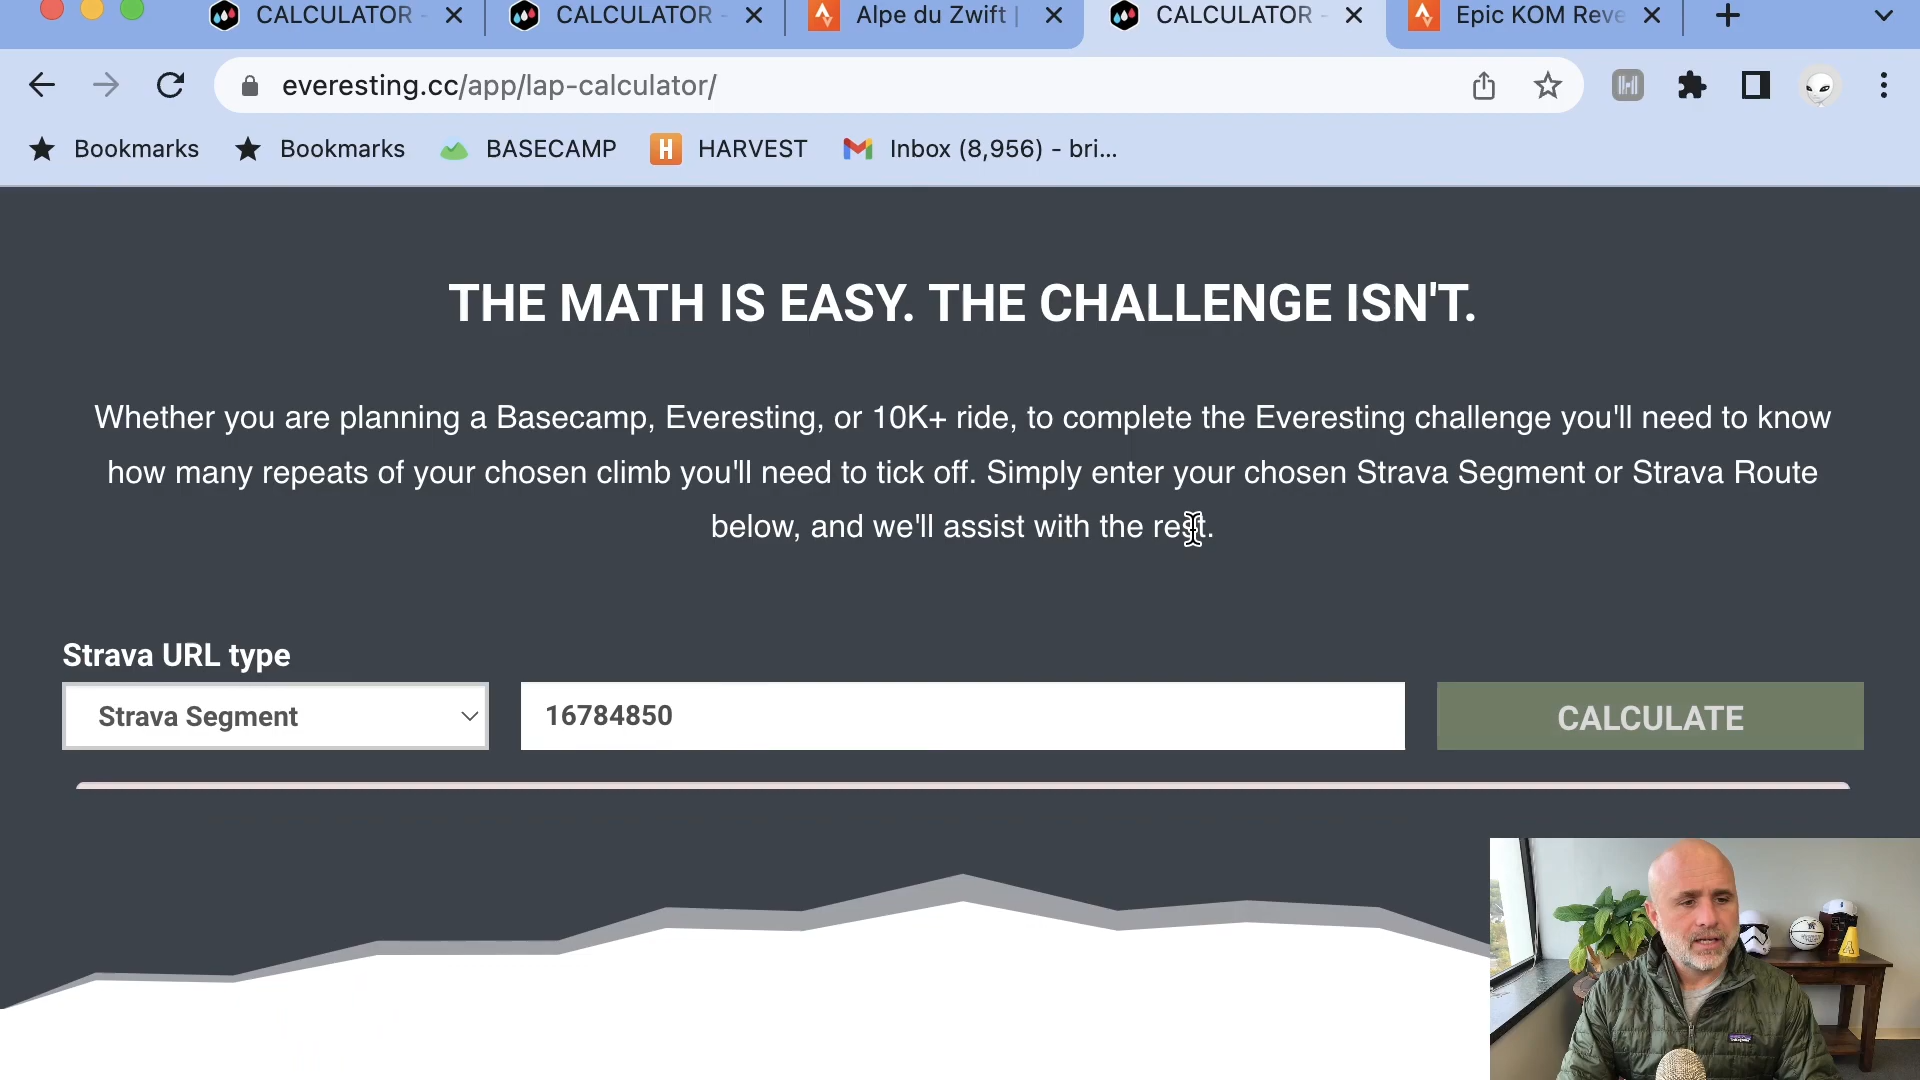 CALCULATOR -
CALCULATOR -
Alpe du Zwift |
CALCULATOR -
Epic KOM Reve
everesting.cc/app/lap-calculator/
Bookmarks
Bookmarks
BASECAMP
H HARVEST
Inbox (8,956) - bri...
THE MATH IS EASY. THE CHALLENGE ISN'T.
Whether you are planning a Basecamp, Everesting, or 10K+ ride, to complete the Everesting challenge you'll need to know
how many repeats of your chosen climb you'll need to tick off. Simply enter your chosen Strava Segment or Strava Route
below, and we'll assist with the rest.
Strava URL type
Strava Segment
16784850
CALCULATE